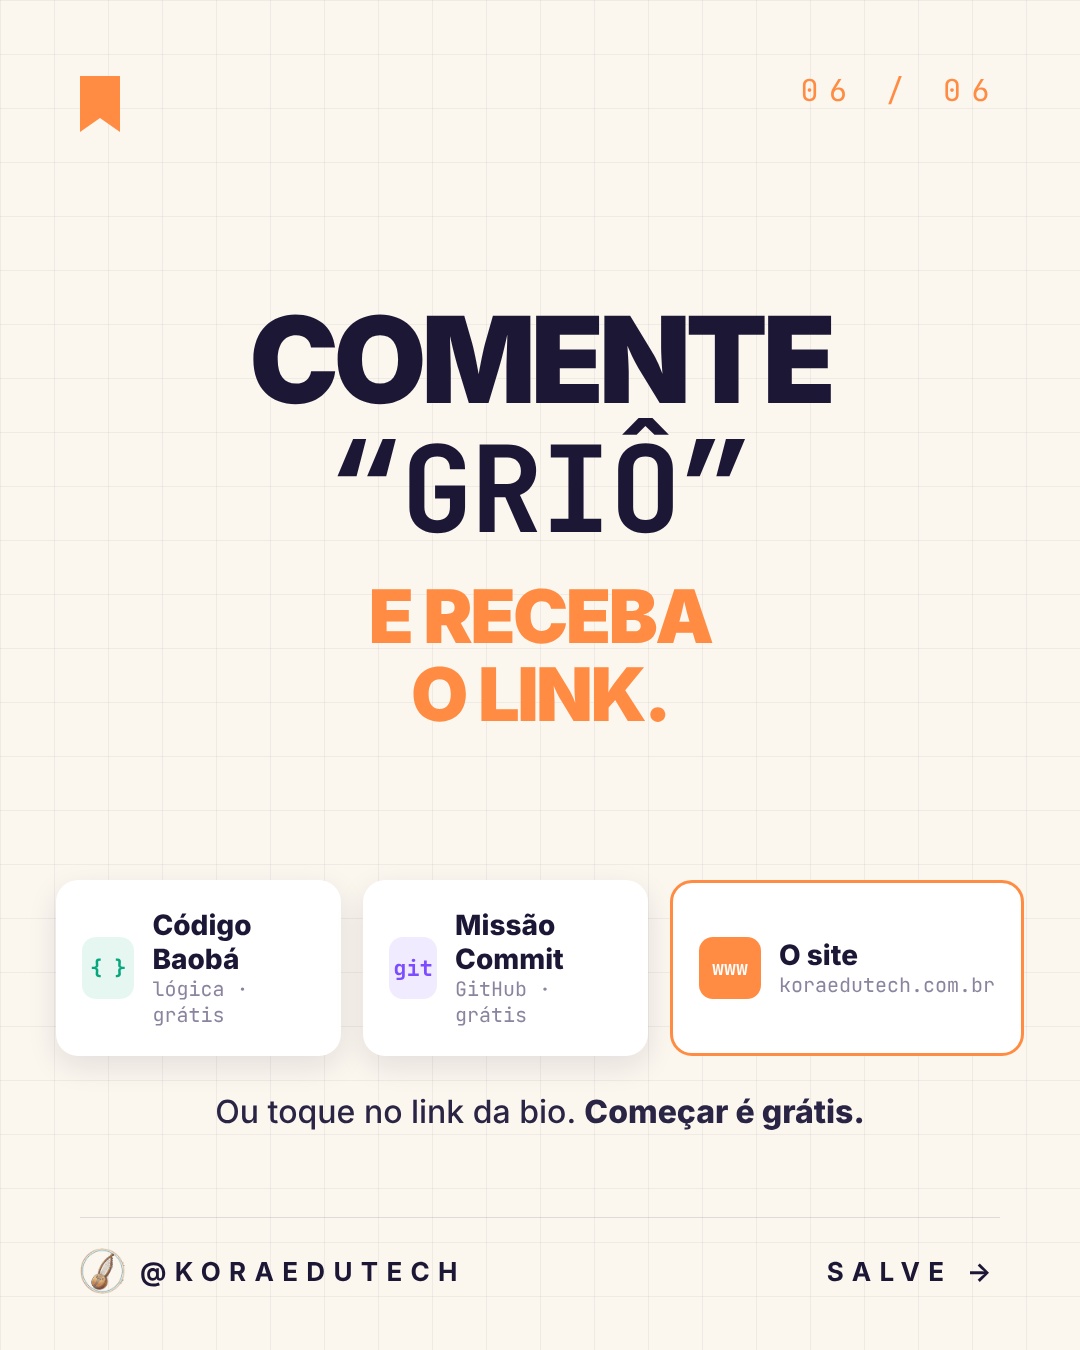 06 / 06
COMENTE
“GRIÔ”
E RECEBA
O LINK.
{ }
Código
Baobá
lógica ·
grátis
git
Missão
Commit
GitHub ·
grátis
www
O site
koraedutech.com.br
Ou toque no link da bio. Começar é grátis.
@KORAEDUTECH
SALVE →